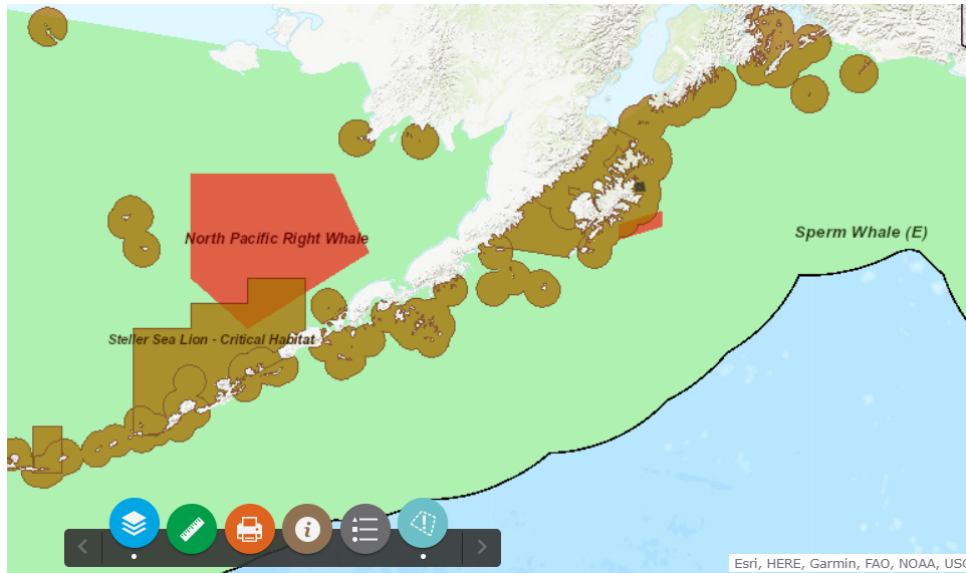 North Pacific Right Whale
Sperm Whale (E)
Steller Sea Lion - Critical Habitat
Esri, HERE, Garmin, FAO, NOAA, USG